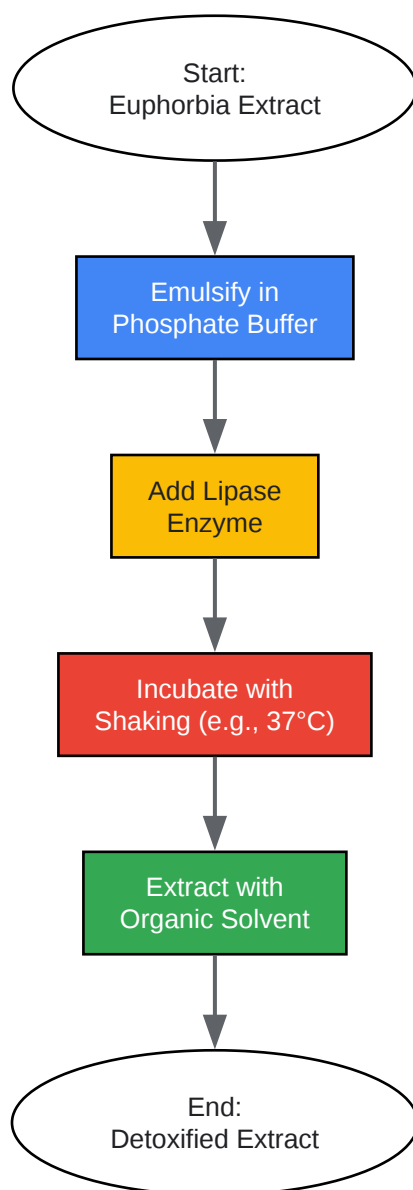 Start:
Euphorbia Extract
Emulsify in
Phosphate Buffer
Add Lipase
Enzyme
Incubate with
Shaking (e.g., 37°C)
Extract with
Organic Solvent
End:
Detoxified Extract